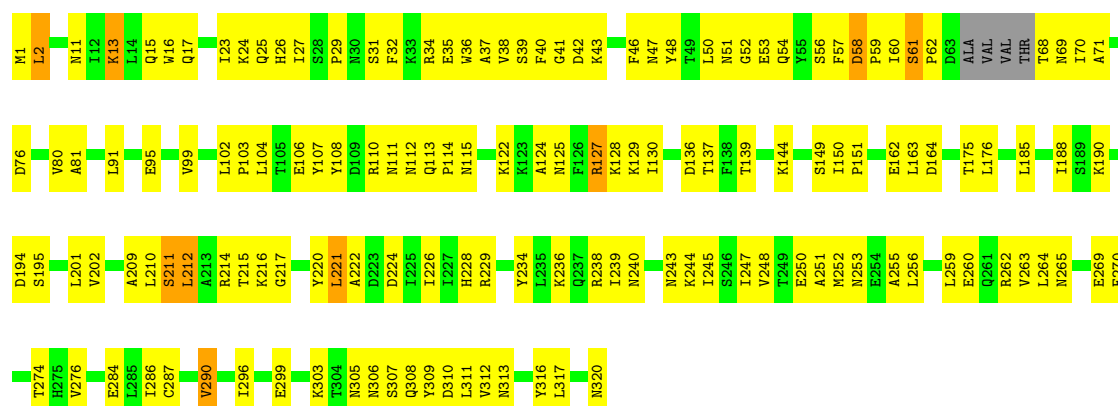 M1 L2 N11 I12 K13 L14 Q15 W16 Q17 I23 K24 Q25 H26 I27 S28 P29 N30 S31 F32 K33 R34 E35 W36 A37 V38 S39 F40 G41 D42 K43 F46 N47 Y48 T49 L50 N51 G52 E53 Q54 Y55 S56 F57 D58 P59 I60 S61 P62 D63 ALA VAL VAL THR T68 N69 I70 A71
D76 V80 A81 L91 E95 V99 L102 P103 L104 T105 E106 Y107 Y108 D109 R110 N111 N112 Q113 P114 N115 K122 K123 A124 N125 F126 R127 K128 K129 I130 D136 T137 F138 T139 K144 S149 I150 P151 E162 L163 D164 T175 L176 L185 I188 S189 K190
D194 S195 L201 V202 A209 L210 S211 L212 A213 R214 T215 K216 G217 Y220 L221 A222 D223 D224 I225 I226 I227 H228 R229 Y234 L235 K236 Q237 R238 I239 N240 N243 K244 I245 S246 I247 V248 T249 E250 A251 M252 N253 E254 A255 L256 L259 E260 Q261 R262 V263 L264 N265 E269
T274 H275 V276 E284 L285 I286 C287 V290 I296 E299 K303 T304 N305 N306 S307 Q308 Y309 D310 L311 V312 N313 Y316 L317 N320